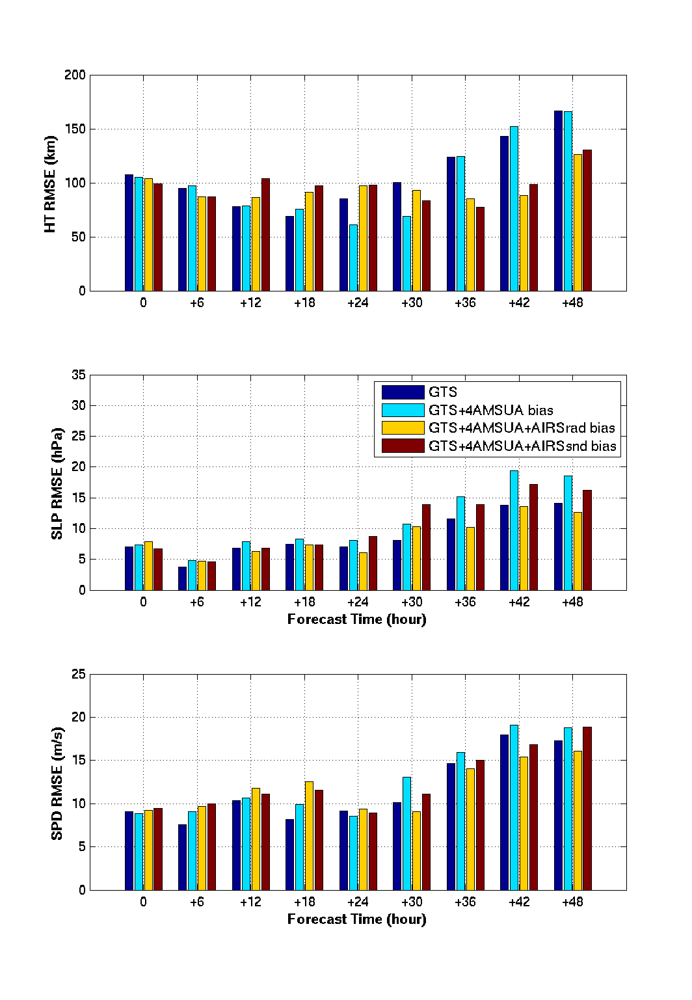 200
150
100
50
0
HT RMSE (km)
0 +6 +12 +18 +24 +30 +36 +42 +48
35
30
25
20
15
10
5
0
SLP RMSE (hPa)
GTS
GTS+4AMSUA bias
GTS+4AMSUA+AIRSrad bias
GTS+4AMSUA+AIRSsnd bias
0 +6 +12 +18 +24 +30 +36 +42 +48
Forecast Time (hour)
25
20
15
10
5
0
SPD RMSE (m/s)
0 +6 +12 +18 +24 +30 +36 +42 +48
Forecast Time (hour)